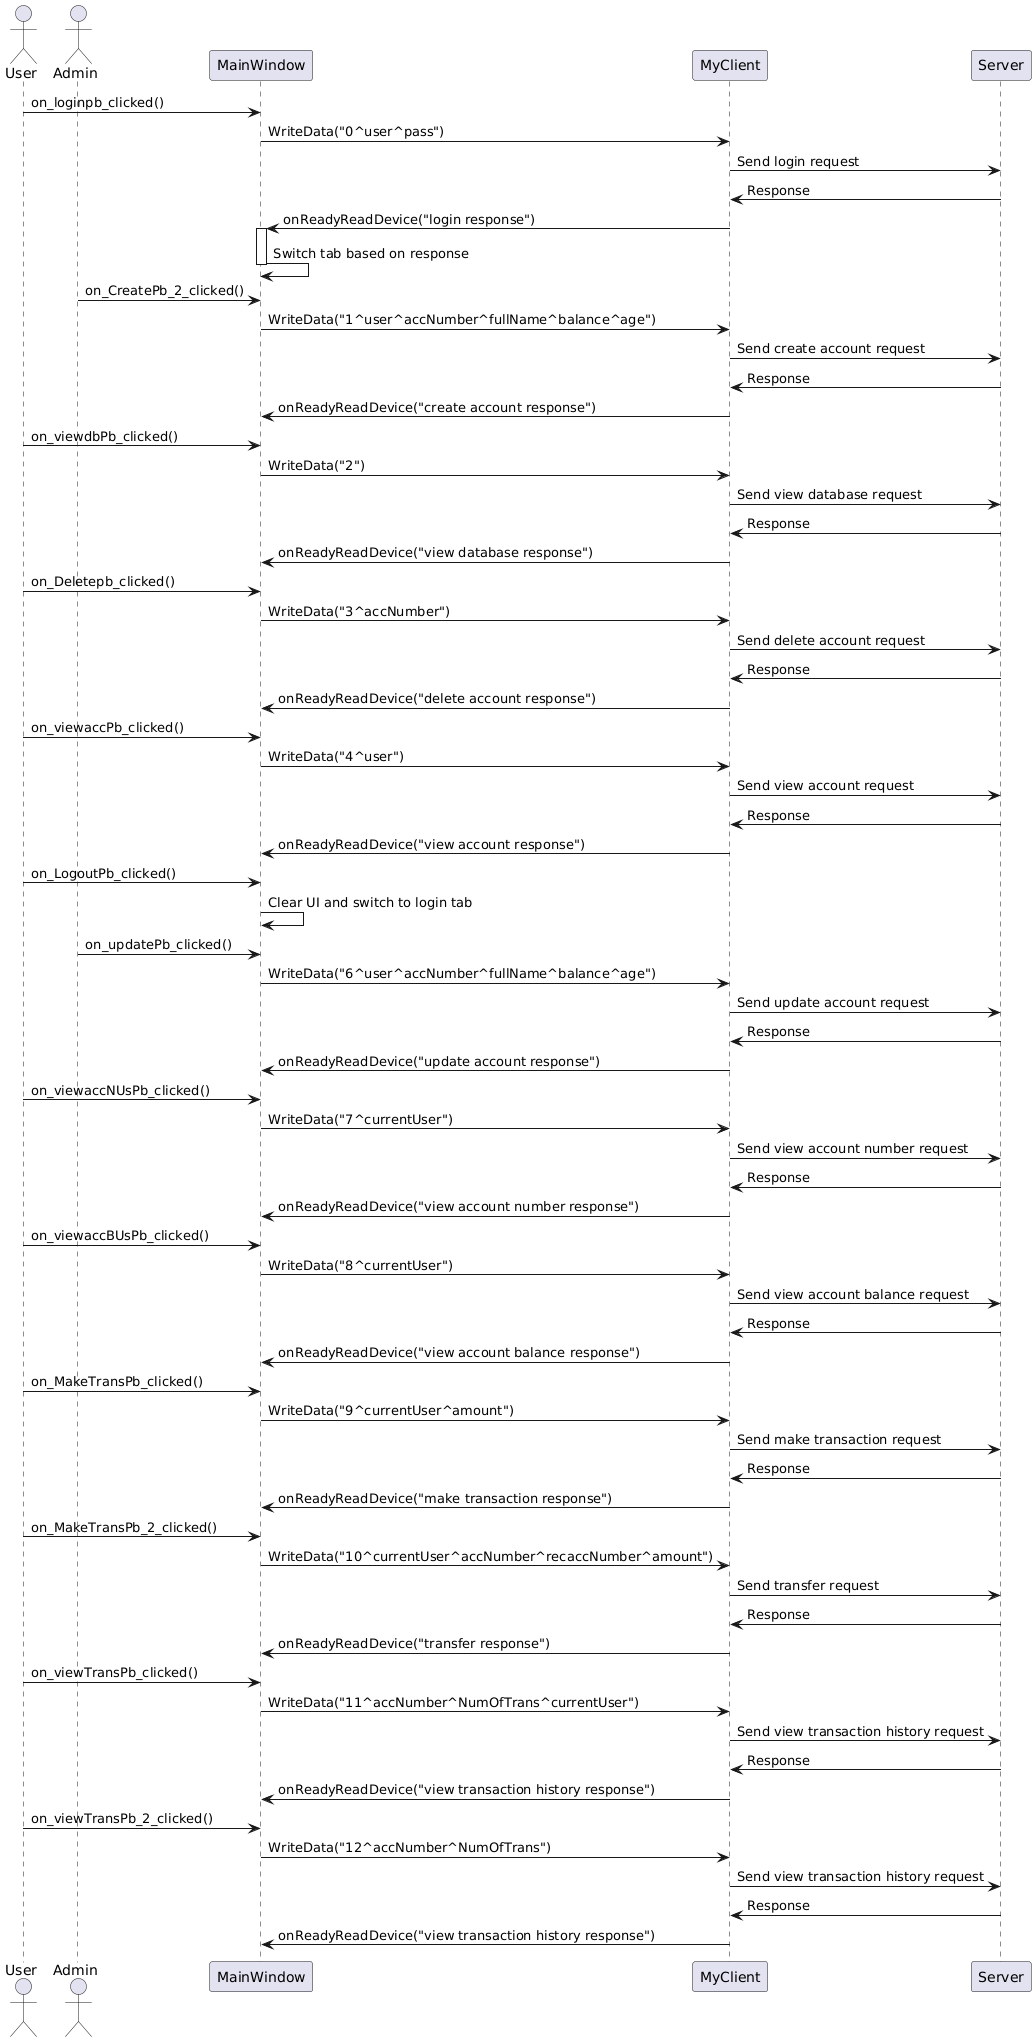 User
Admin
MainWindow
MyClient
Server
on_loginpb_clicked()
WriteData("0^user^pass")
Send login request
Response
onReadyReadDevice("login response")
Switch tab based on response
on_CreatePb_2_clicked()
WriteData("1^user^accNumber^fullName^balance^age")
Send create account request
Response
onReadyReadDevice("create account response")
on_viewdbPb_clicked()
WriteData("2")
Send view database request
Response
onReadyReadDevice("view database response")
on_Deletepb_clicked()
WriteData("3^accNumber")
Send delete account request
Response
onReadyReadDevice("delete account response")
on_viewaccPb_clicked()
WriteData("4^user")
Send view account request
Response
onReadyReadDevice("view account response")
on_LogoutPb_clicked()
Clear UI and switch to login tab
on_updatePb_clicked()
WriteData("6^user^accNumber^fullName^balance^age")
Send update account request
Response
onReadyReadDevice("update account response")
on_viewaccNUsPb_clicked()
WriteData("7^currentUser")
Send view account number request
Response
onReadyReadDevice("view account number response")
on_viewaccBUsPb_clicked()
WriteData("8^currentUser")
Send view account balance request
Response
onReadyReadDevice("view account balance response")
on_MakeTransPb_clicked()
WriteData("9^currentUser^amount")
Send make transaction request
Response
onReadyReadDevice("make transaction response")
on_MakeTransPb_2_clicked()
WriteData("10^currentUser^accNumber^recaccNumber^amount")
Send transfer request
Response
onReadyReadDevice("transfer response")
on_viewTransPb_clicked()
WriteData("11^accNumber^NumOfTrans^currentUser")
Send view transaction history request
Response
onReadyReadDevice("view transaction history response")
on_viewTransPb_2_clicked()
WriteData("12^accNumber^NumOfTrans")
Send view transaction history request
Response
onReadyReadDevice("view transaction history response")
User
Admin
MainWindow
MyClient
Server